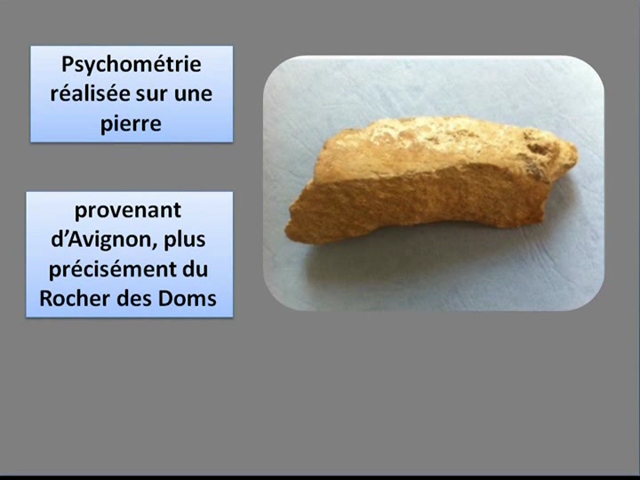 Psychométrie
réalisée sur une
pierre
provenant
d’Avignon, plus
précisément du
Rocher des Doms